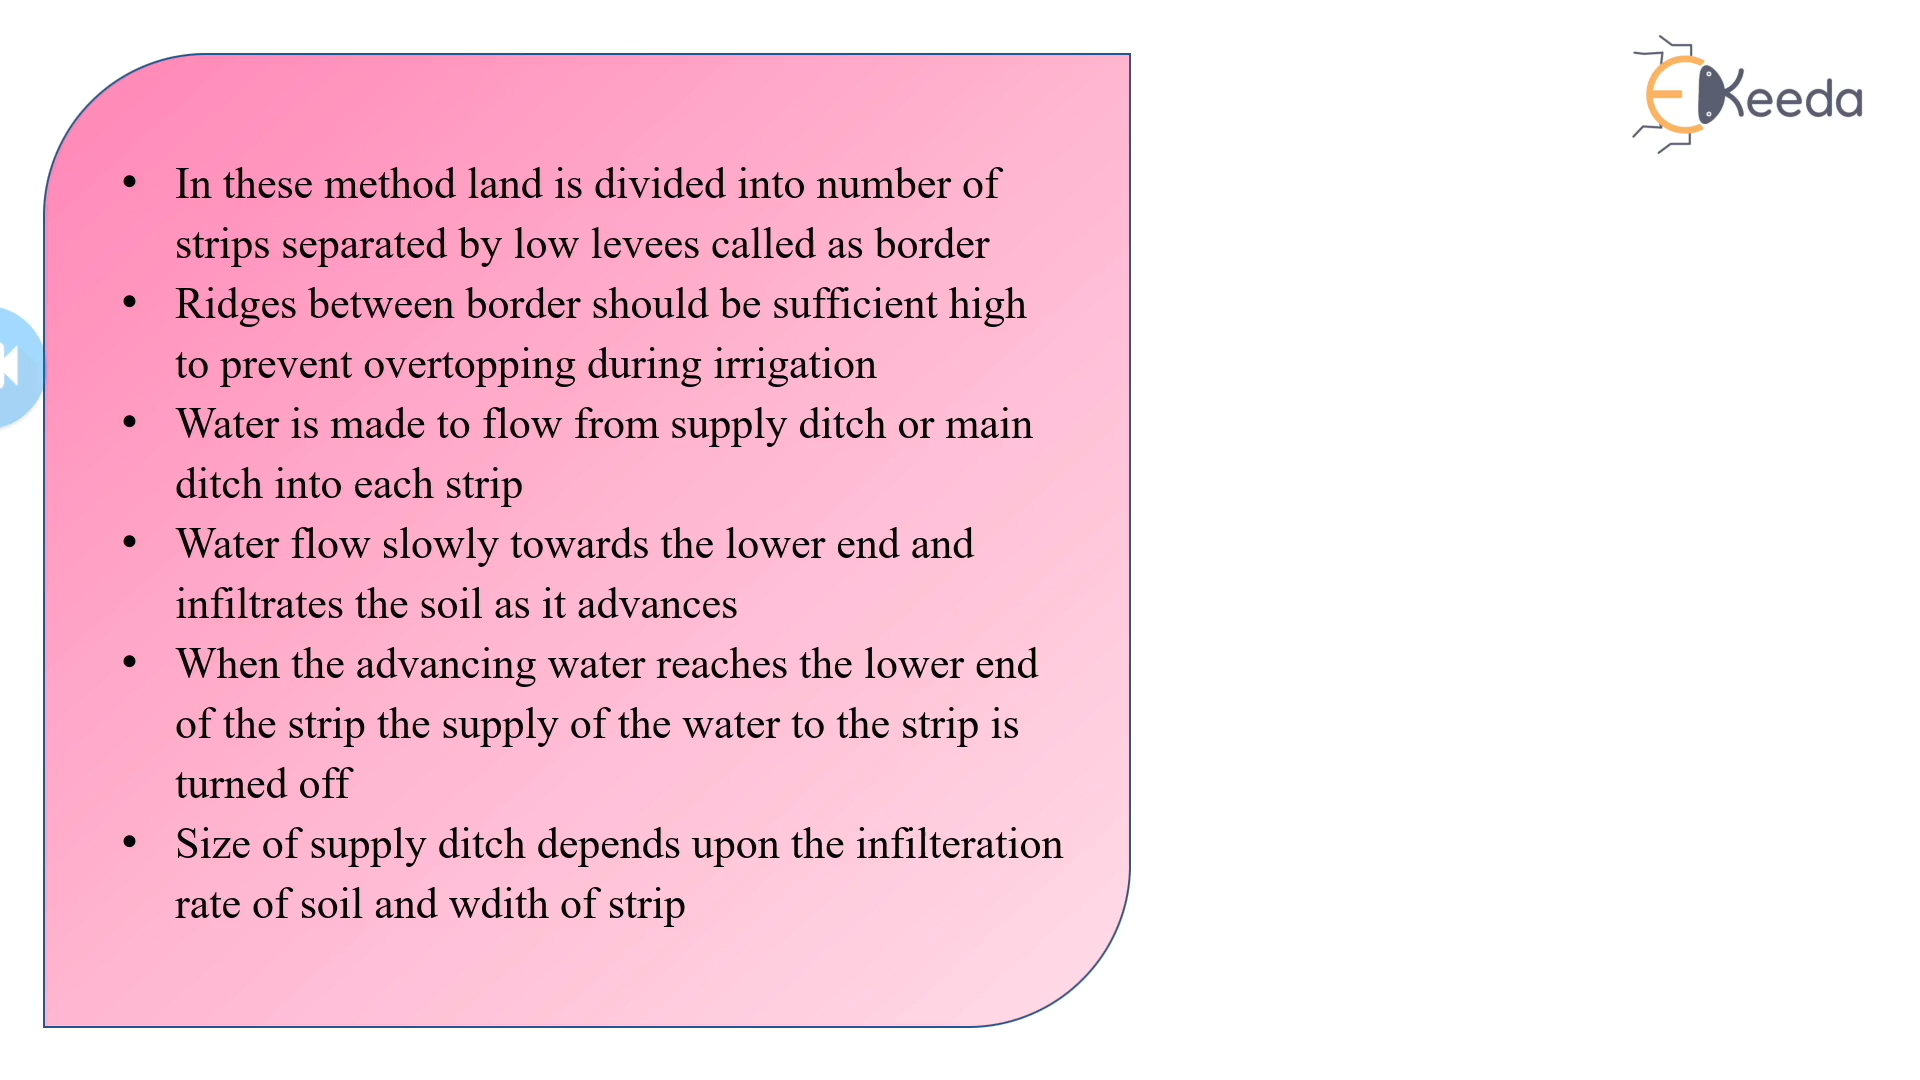 EKeeda
• In these method land is divided into number of
strips separated by low levees called as border
• Ridges between border should be sufficient high
to prevent overtopping during irrigation
• Water is made to flow from supply ditch or main
ditch into each strip
• Water flow slowly towards the lower end and
infiltrates the soil as it advances
• When the advancing water reaches the lower end
of the strip the supply of the water to the strip is
turned off
• Size of supply ditch depends upon the infilteration
rate of soil and wdith of strip